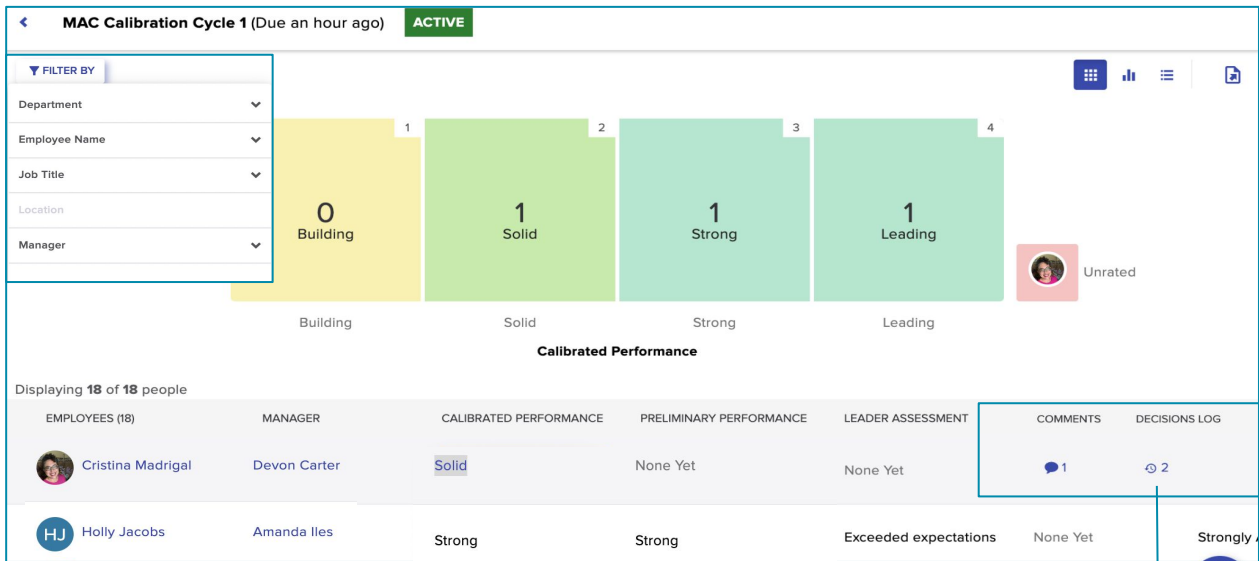 MAC Calibration Cycle 1 (Due an hour ago) ACTIVE
FILTER BY
Department
Employee Name
Job Title
Location
Manager
1 2 3 4
0 1 1 1
Building Solid Strong Leading
Unrated
Building Solid Strong Leading
Calibrated Performance
Displaying 18 of 18 people
EMPLOYEES (18) MANAGER CALIBRATED PERFORMANCE PRELIMINARY PERFORMANCE LEADER ASSESSMENT COMMENTS DECISIONS LOG
Cristina Madrigal Devon Carter Solid None Yet None Yet 1 2
HJ Holly Jacobs Amanda Iles Strong Strong Exceeded expectations None Yet Strongly